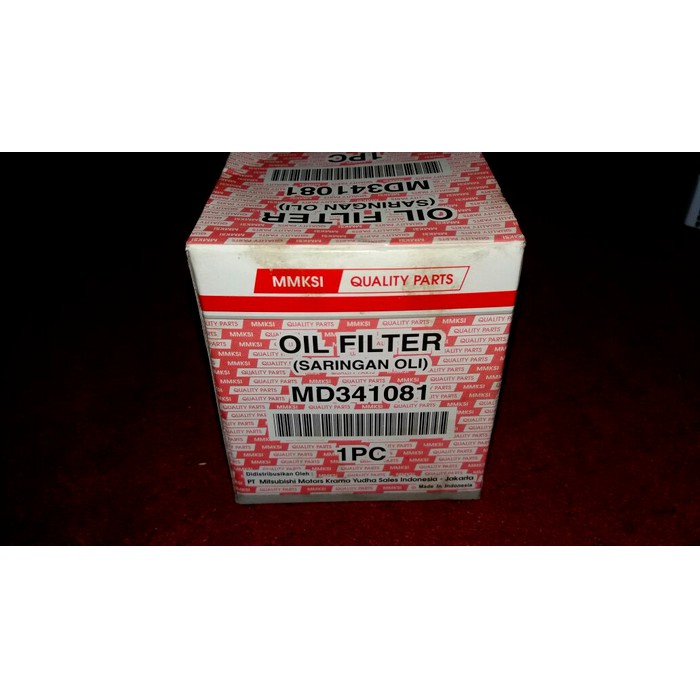 1PC
MD341081
(SARINGAN OLI)
OIL FILTER
MMKSI QUALITY PARTS
OIL FILTER
(SARINGAN OLI)
MD341081
1PC
Didistribusikan Oleh :
PT Mitsubishi Motors Krama Yudha Sales Indonesia - Jakarta
Made in Indonesia